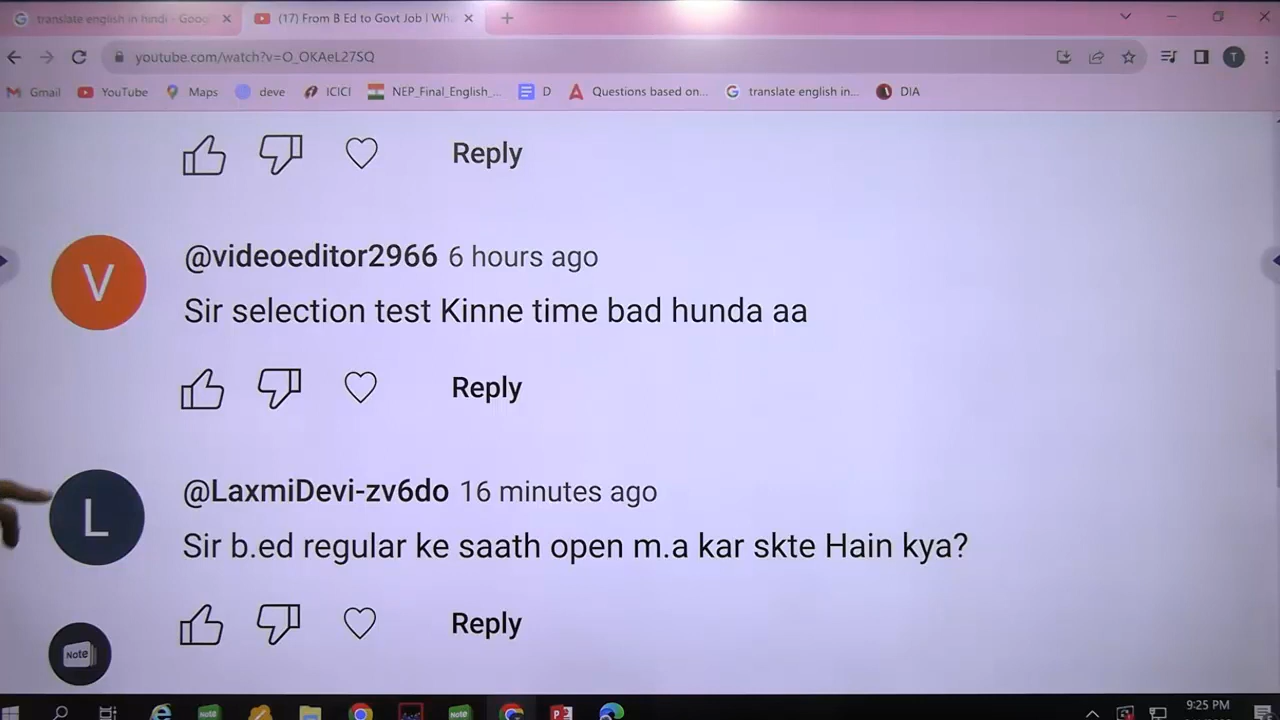 translate english in hindi - Goog
(17) From B Ed to Govt Job I Wh
youtube.com/watch?v=O_OKAeL27SQ
T
Gmail
YouTube
Maps
deve
ICICI
NEP_Final_English_...
D
Questions based on...
translate english in...
DIA
Reply
V
@videoeditor2966 6 hours ago
Sir selection test Kinne time bad hunda aa
Reply
L
@LaxmiDevi-zv6do 16 minutes ago
Sir b.ed regular ke saath open m.a kar skte Hain kya?
Reply
Note
9:25 PM